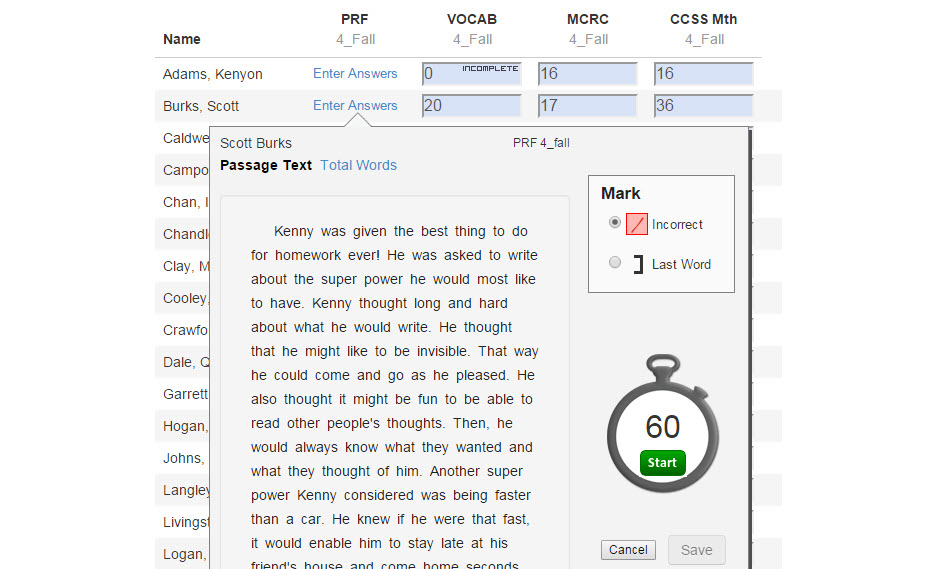 Name PRF VOCAB MCRC CCSS Mth
4_Fall 4_Fall 4_Fall 4_Fall
Adams, Kenyon Enter Answers 0 INCOMPLETE 16 16
Burks, Scott Enter Answers 20 17 36
Caldwe
Campo
Chan, I
Chandl
Clay, M
Cooley,
Crawfo
Dale, Q
Garrett
Hogan,
Johns,
Langley
Livingst
Logan,
Scott Burks PRF 4_fall
Passage Text Total Words
Kenny was given the best thing to do
for homework ever! He was asked to write
about the super power he would most like
to have. Kenny thought long and hard
about what he would write. He thought
that he might like to be invisible. That way
he could come and go as he pleased. He
also thought it might be fun to be able to
read other people's thoughts. Then, he
would always know what they wanted and
what they thought of him. Another super
power Kenny considered was being faster
than a car. He knew if he were that fast,
it would enable him to stay late at his
friend's house and come home seconds
Mark
Incorrect
Last Word
60
Start
Cancel Save